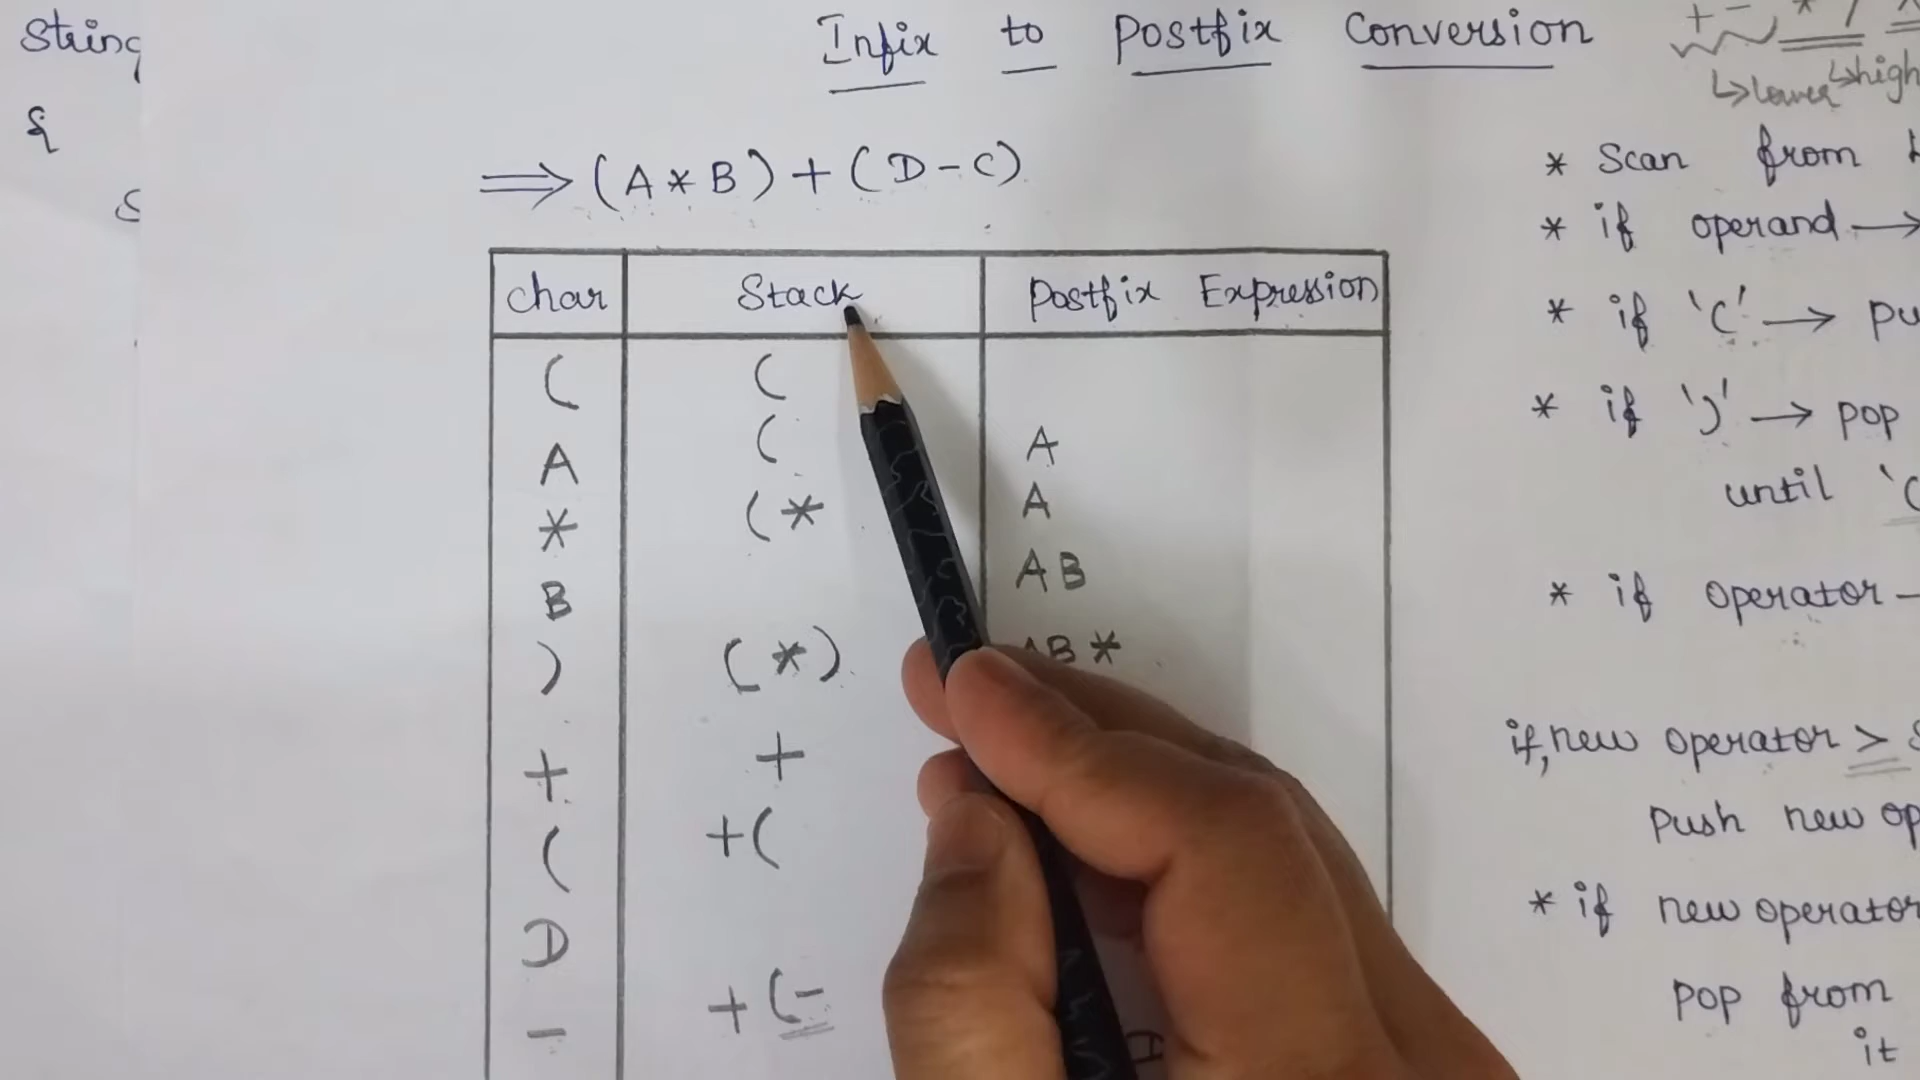 String
{
S
Infix to Postfix Conversion
+ - * /
↳lower ↳high
⟹ (A * B) + (D - C)
Char Stack Postfix Expression
( (
A ( A
* (* A
B AB
) (*) AB*
+ +
( +(
D
- +(-
* Scan from
* if operand →
* if '(' → pu
* if ')' → pop
until '(
* if operator -
if, new operator >
Push new op
* if new operator
pop from
it